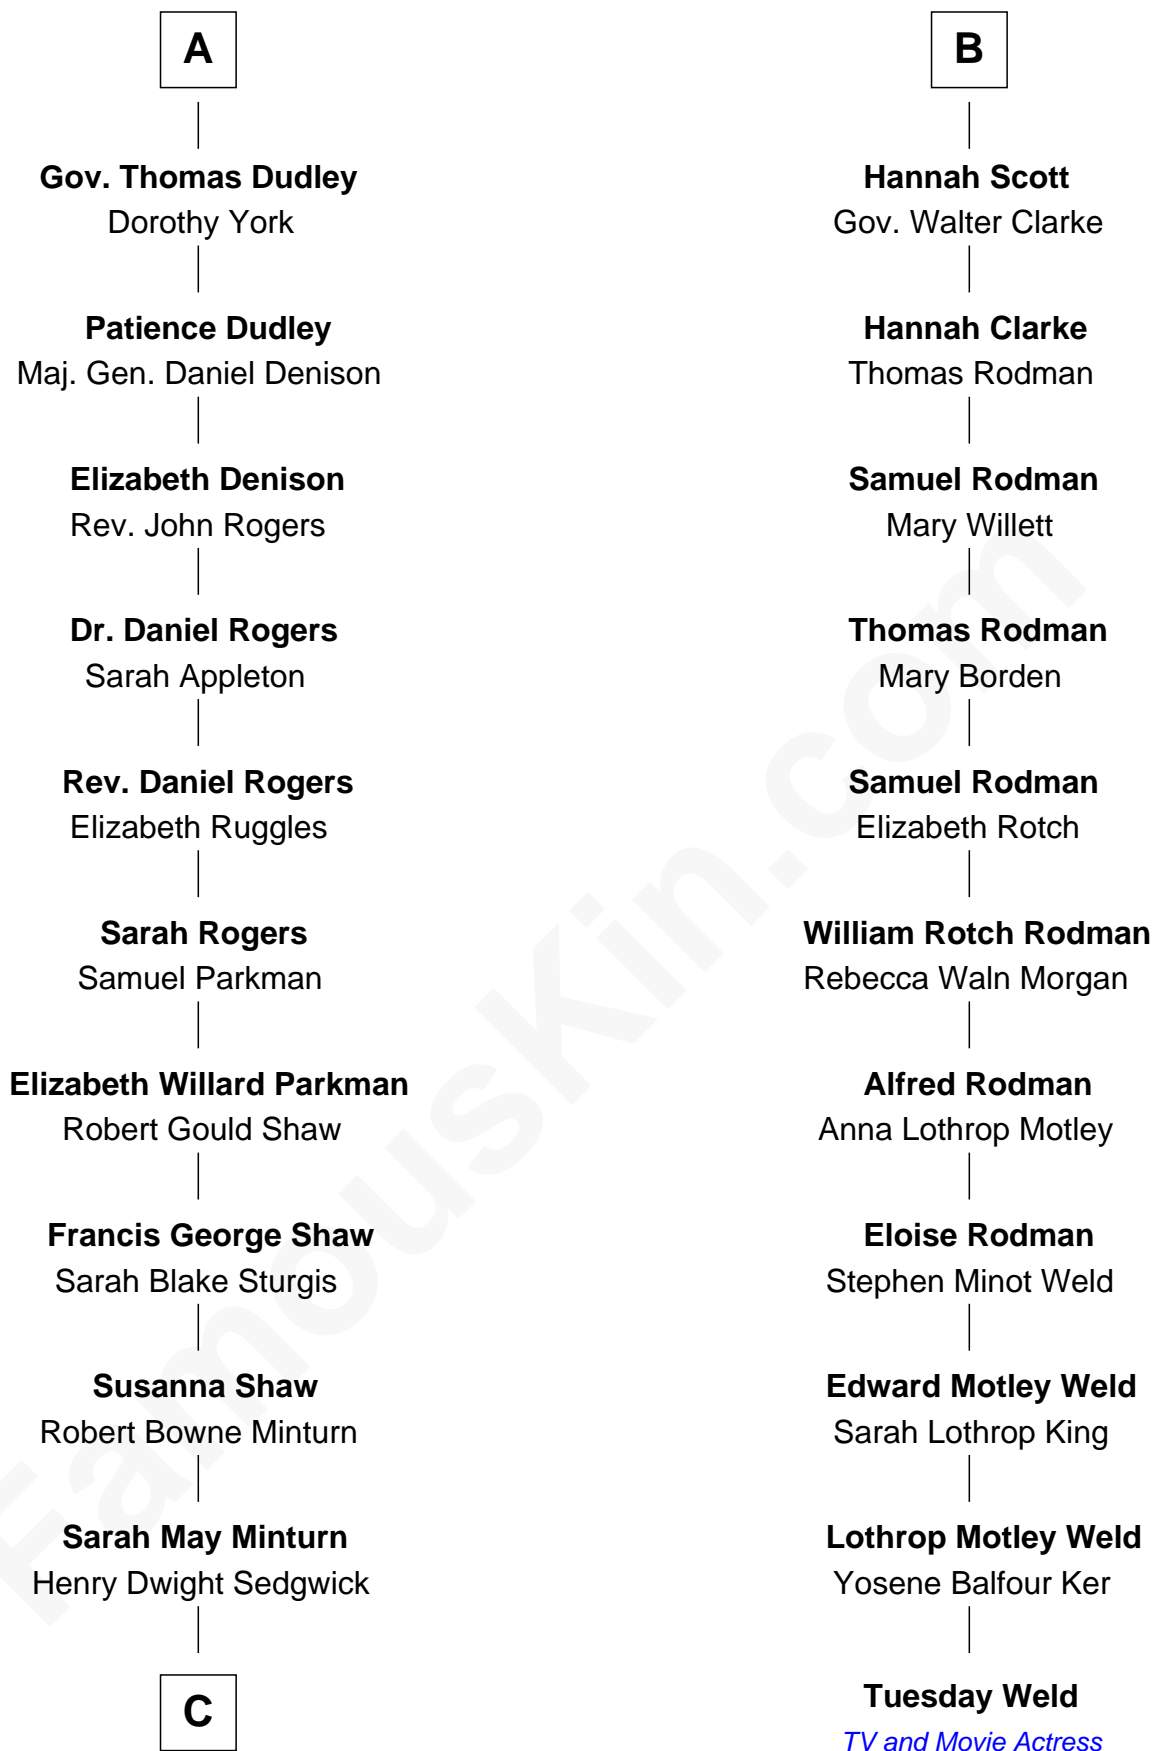 A
Gov. Thomas Dudley
Dorothy York
Patience Dudley
Maj. Gen. Daniel Denison
Elizabeth Denison
Rev. John Rogers
Dr. Daniel Rogers
Sarah Appleton
Rev. Daniel Rogers
Elizabeth Ruggles
Sarah Rogers
Samuel Parkman
Elizabeth Willard Parkman
Robert Gould Shaw
Francis George Shaw
Sarah Blake Sturgis
Susanna Shaw
Robert Bowne Minturn
Sarah May Minturn
Henry Dwight Sedgwick
C
B
Hannah Scott
Gov. Walter Clarke
Hannah Clarke
Thomas Rodman
Samuel Rodman
Mary Willett
Thomas Rodman
Mary Borden
Samuel Rodman
Elizabeth Rotch
William Rotch Rodman
Rebecca Waln Morgan
Alfred Rodman
Anna Lothrop Motley
Eloise Rodman
Stephen Minot Weld
Edward Motley Weld
Sarah Lothrop King
Lothrop Motley Weld
Yosene Balfour Ker
Tuesday Weld
TV and Movie Actress
FamousKin.com